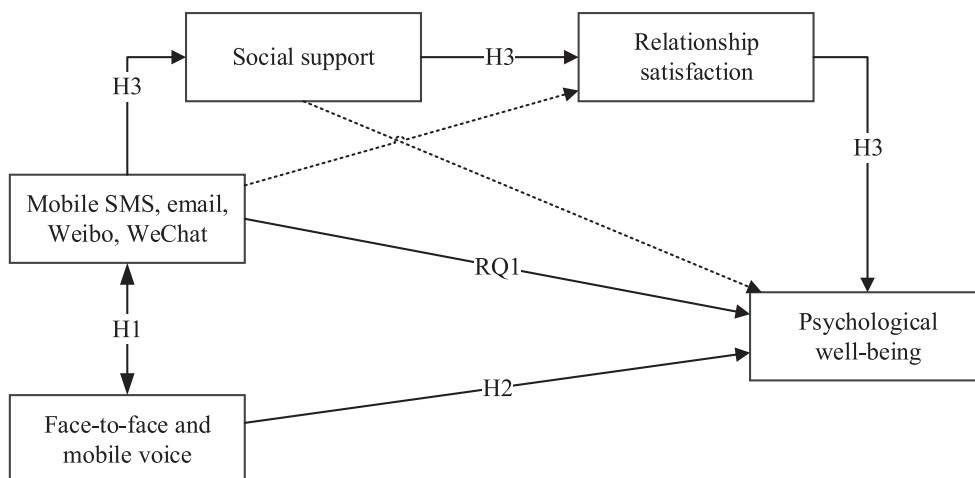 Social support
H3
Relationship
satisfaction
H3
H3
Mobile SMS, email,
Weibo, WeChat
RQ1
H1
Psychological
well-being
H2
Face-to-face and
mobile voice